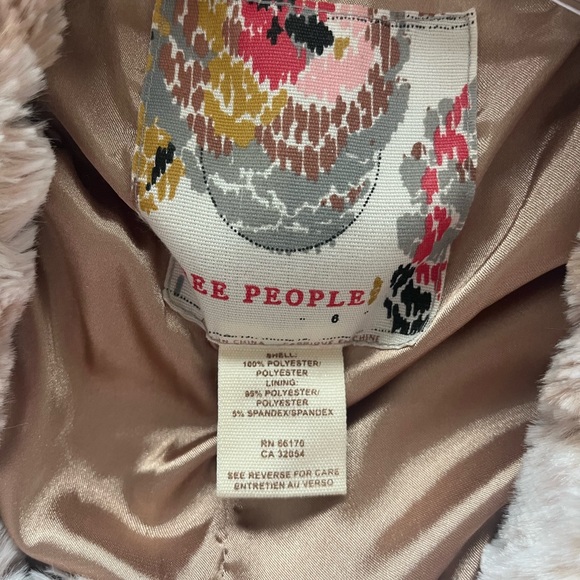 EE PEOPLE
6
SHELL:
100% POLYESTER/
POLYESTER
LINING:
95% POLYESTER/
POLYESTER
5% SPANDEX/SPANDEX
RN 66170
CA 32054
SEE REVERSE FOR CARE
ENTRETIEN AU VERSO